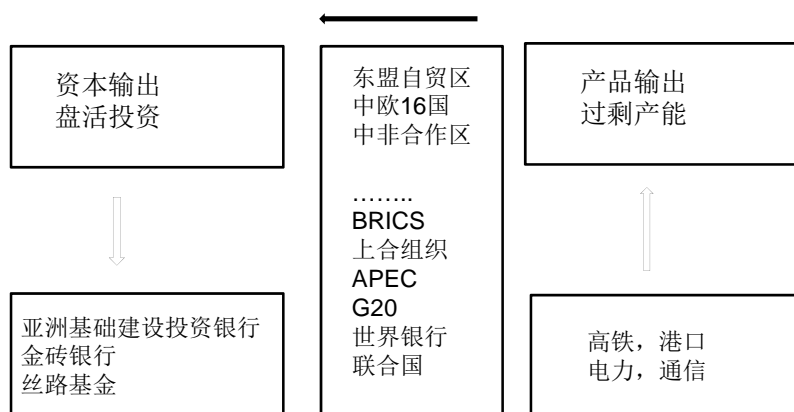 资本输出
盘活投资
亚洲基础建设投资银行
金砖银行
丝路基金
东盟自贸区
中欧16国
中非合作区
……..
BRICS
上合组织
APEC
G20
世界银行
联合国
产品输出
过剩产能
高铁，港口
电力，通信